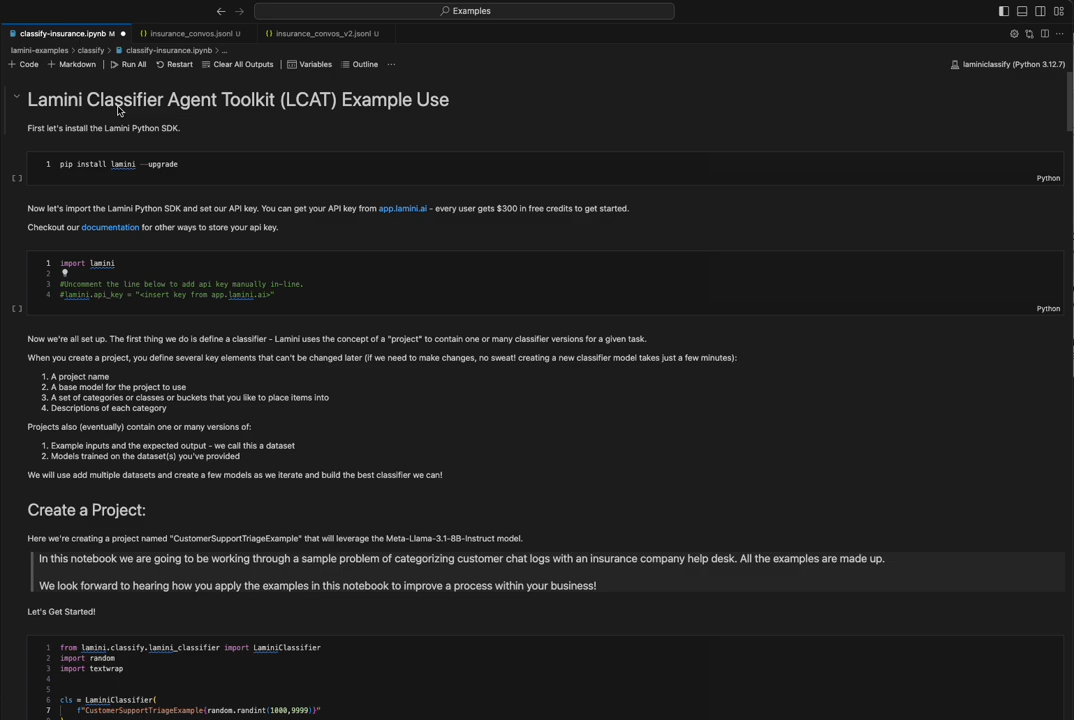 Examples
classify-insurance.ipynb M
insurance_convos.jsonl U
insurance_convos_v2.jsonl U
lamini-examples > classify > classify-insurance.ipynb > ...
+ Code + Markdown Run All Restart Clear All Outputs Variables Outline ...
laminiclassify (Python 3.12.7)
Lamini Classifier Agent Toolkit (LCAT) Example Use
First let's install the Lamini Python SDK.
1 pip install lamini --upgrade
[ ]
Python
Now let's import the Lamini Python SDK and set our API key. You can get your API key from app.lamini.ai - every user gets $300 in free credits to get started.
Checkout our documentation for other ways to store your api key.
1 import lamini
2
3 #Uncomment the line below to add api key manually in-line.
4 #lamini.api_key = "<insert key from app.lamini.ai>"
[ ]
Python
Now we're all set up. The first thing we do is define a classifier - Lamini uses the concept of a "project" to contain one or many classifier versions for a given task.
When you create a project, you define several key elements that can't be changed later (if we need to make changes, no sweat! creating a new classifier model takes just a few minutes):
1. A project name
2. A base model for the project to use
3. A set of categories or classes or buckets that you like to place items into
4. Descriptions of each category
Projects also (eventually) contain one or many versions of:
1. Example inputs and the expected output - we call this a dataset
2. Models trained on the dataset(s) you've provided
We will use add multiple datasets and create a few models as we iterate and build the best classifier we can!
Create a Project:
Here we're creating a project named "CustomerSupportTriageExample" that will leverage the Meta-Llama-3.1-8B-Instruct model.
In this notebook we are going to be working through a sample problem of categorizing customer chat logs with an insurance company help desk. All the examples are made up.
We look forward to hearing how you apply the examples in this notebook to improve a process within your business!
Let's Get Started!
1 from lamini.classify.lamini_classifier import LaminiClassifier
2 import random
3 import textwrap
4
5
6 cls = LaminiClassifier(
7 f"CustomerSupportTriageExample{random.randint(1000,9999)}"